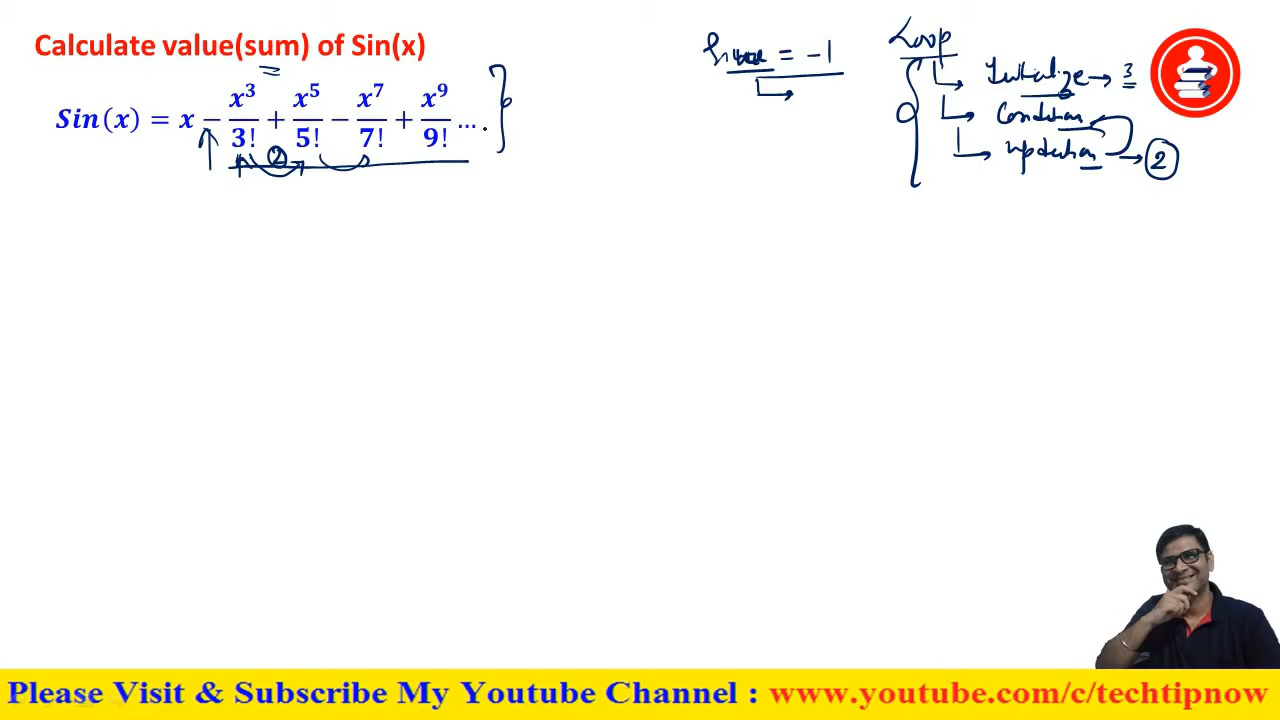 Calculate value(sum) of Sin(x)
Sin(x) = x − x³/3! + x⁵/5! − x⁷/7! + x⁹/9! ....
②
= -1
Loop
Initialize → 3
Condition
updation → ②
Please Visit & Subscribe My Youtube Channel : www.youtube.com/c/techtipnow